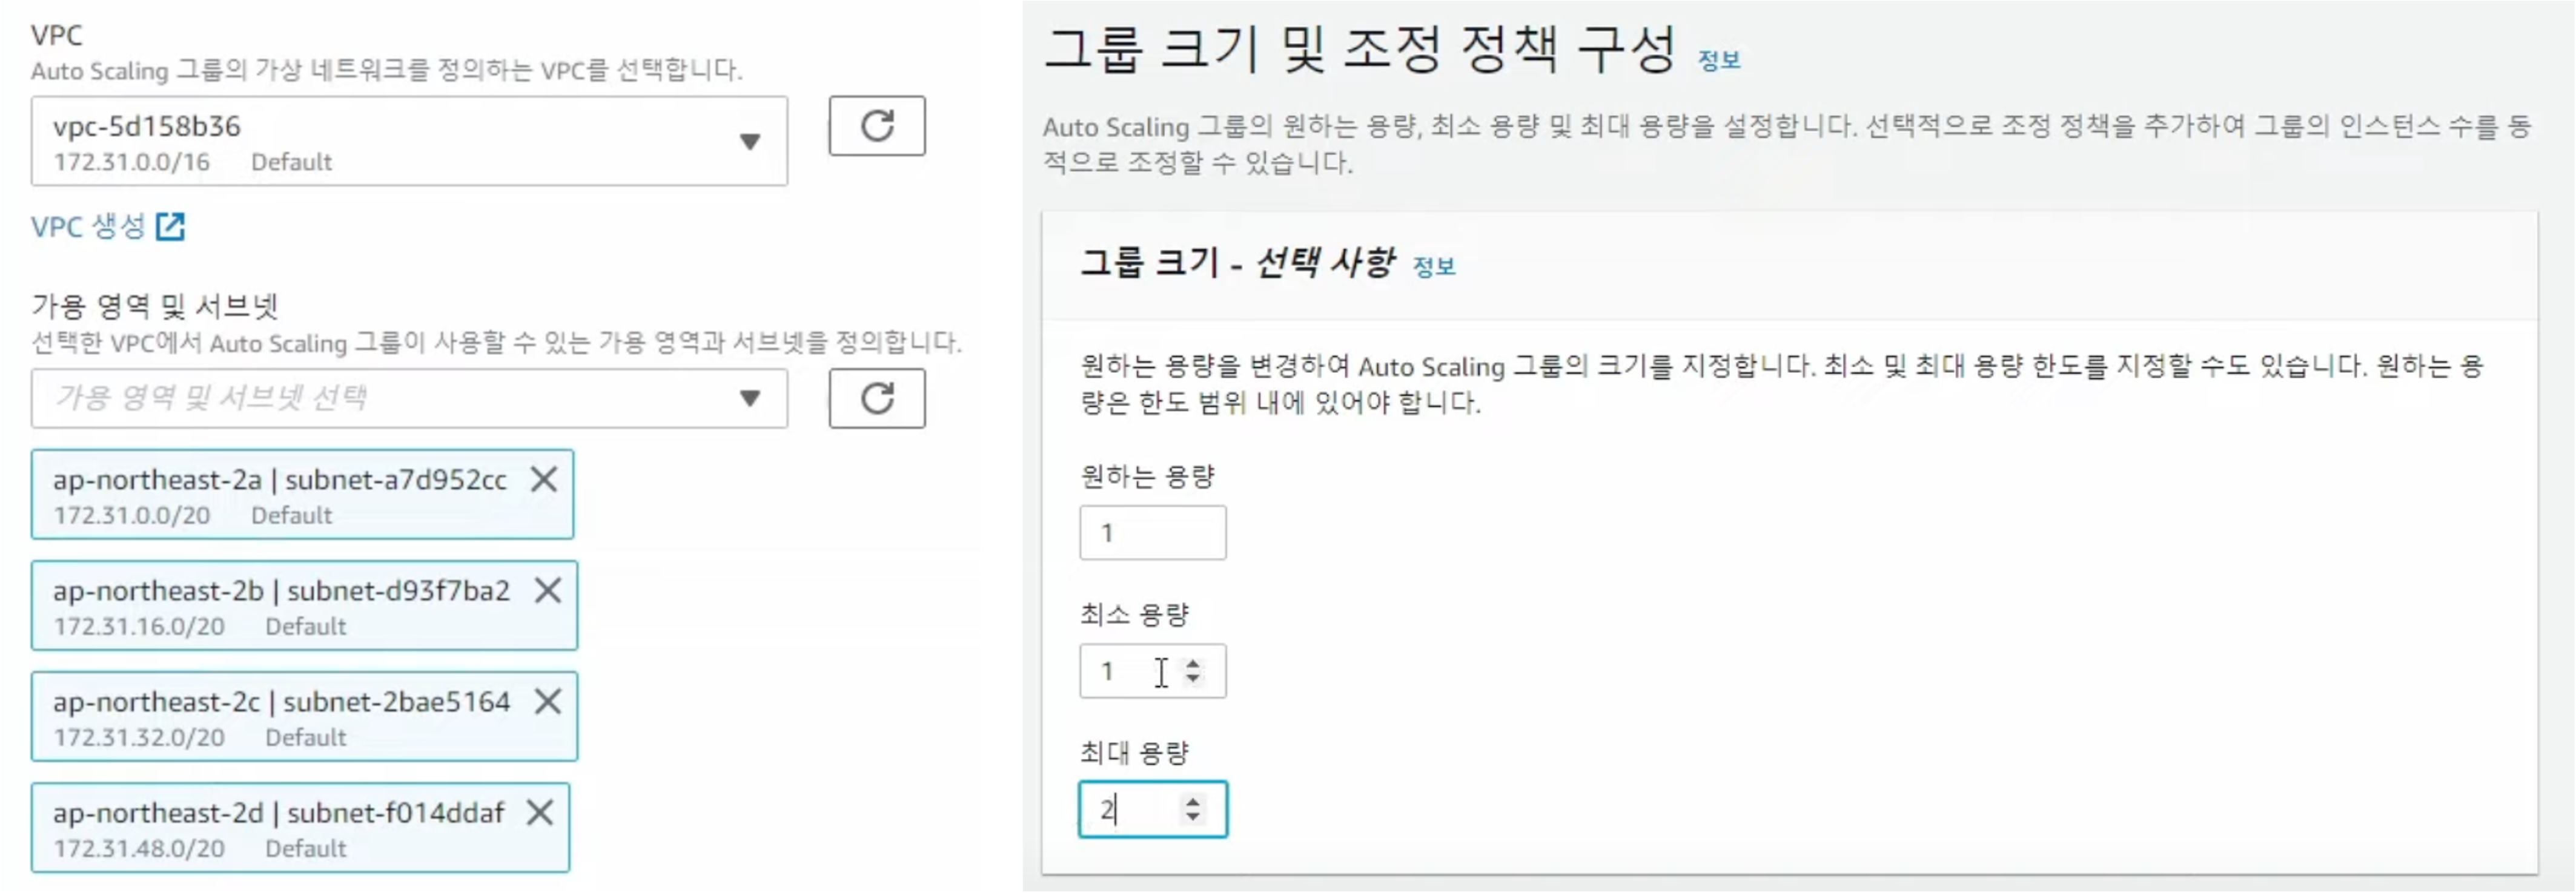 VPC
Auto Scaling 그룹의 가상 네트워크를 정의하는 VPC를 선택합니다.
vpc-5d158b36
172.31.0.0/16 Default
VPC 생성
가용 영역 및 서브넷
선택한 VPC에서 Auto Scaling 그룹이 사용할 수 있는 가용 영역과 서브넷을 정의합니다.
가용 영역 및 서브넷 선택
ap-northeast-2a | subnet-a7d952cc
172.31.0.0/20 Default
ap-northeast-2b | subnet-d93f7ba2
172.31.16.0/20 Default
ap-northeast-2c | subnet-2bae5164
172.31.32.0/20 Default
ap-northeast-2d | subnet-f014ddaf
172.31.48.0/20 Default
그룹 크기 및 조정 정책 구성 정보
Auto Scaling 그룹의 원하는 용량, 최소 용량 및 최대 용량을 설정합니다. 선택적으로 조정 정책을 추가하여 그룹의 인스턴스 수를 동
적으로 조정할 수 있습니다.
그룹 크기 - 선택 사항 정보
원하는 용량을 변경하여 Auto Scaling 그룹의 크기를 지정합니다. 최소 및 최대 용량 한도를 지정할 수도 있습니다. 원하는 용
량은 한도 범위 내에 있어야 합니다.
원하는 용량
1
최소 용량
1
최대 용량
2